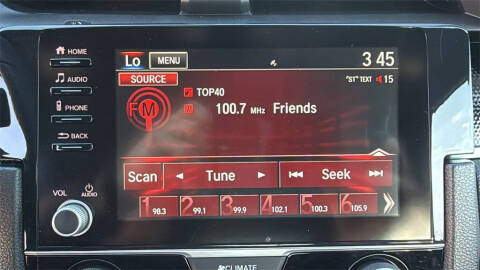 HOME
AUDIO
PHONE
BACK
VOL
AUDIO
Lo MENU 3 45
SOURCE "ST" TEXT 15
FM
TOP40
100.7 MHz Friends
Scan Tune Seek
1 98.3 2 99.1 3 99.9 4 102.1 5 100.3 6 105.9
CLIMATE